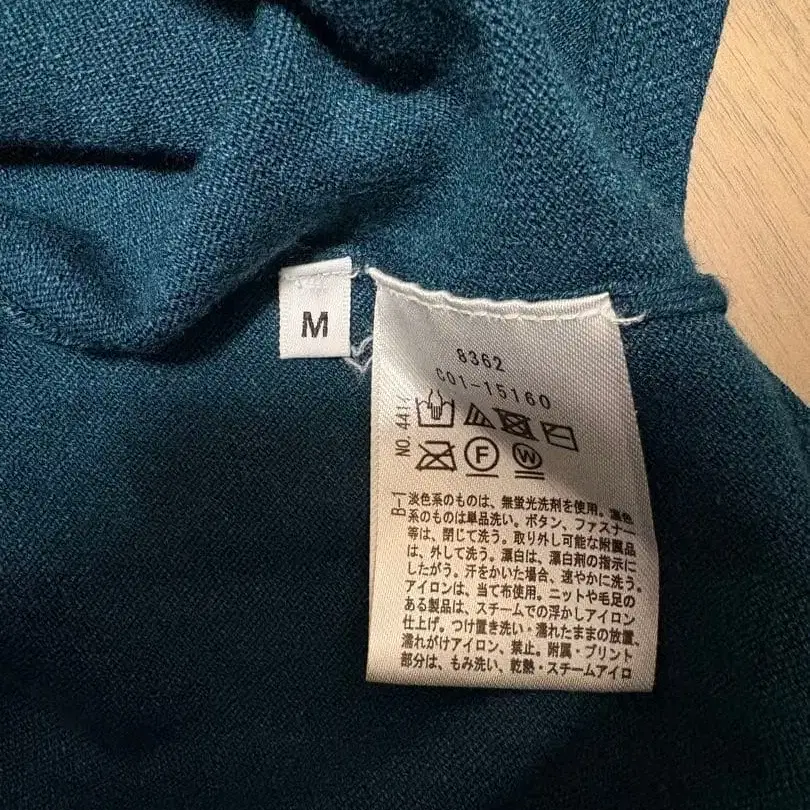 M
8362
C01-15160
NO. 441
F
W
B-1
淡色系のものは、無蛍光洗剤を使用。濃色
系のものは単品洗い。ボタン、ファスナー
等は、閉じて洗う。取り外し可能な附属品
は、外して洗う。漂白は、漂白剤の指示に
したがう。汗をかいた場合、速やかに洗う。
アイロンは、当て布使用。ニットや毛足の
ある製品は、スチームでの浮かしアイロン
仕上げ。つけ置き洗い・濡れたままの放置、
濡れがけアイロン、禁止。附属・プリント
部分は、もみ洗い、乾熱・スチームアイロ